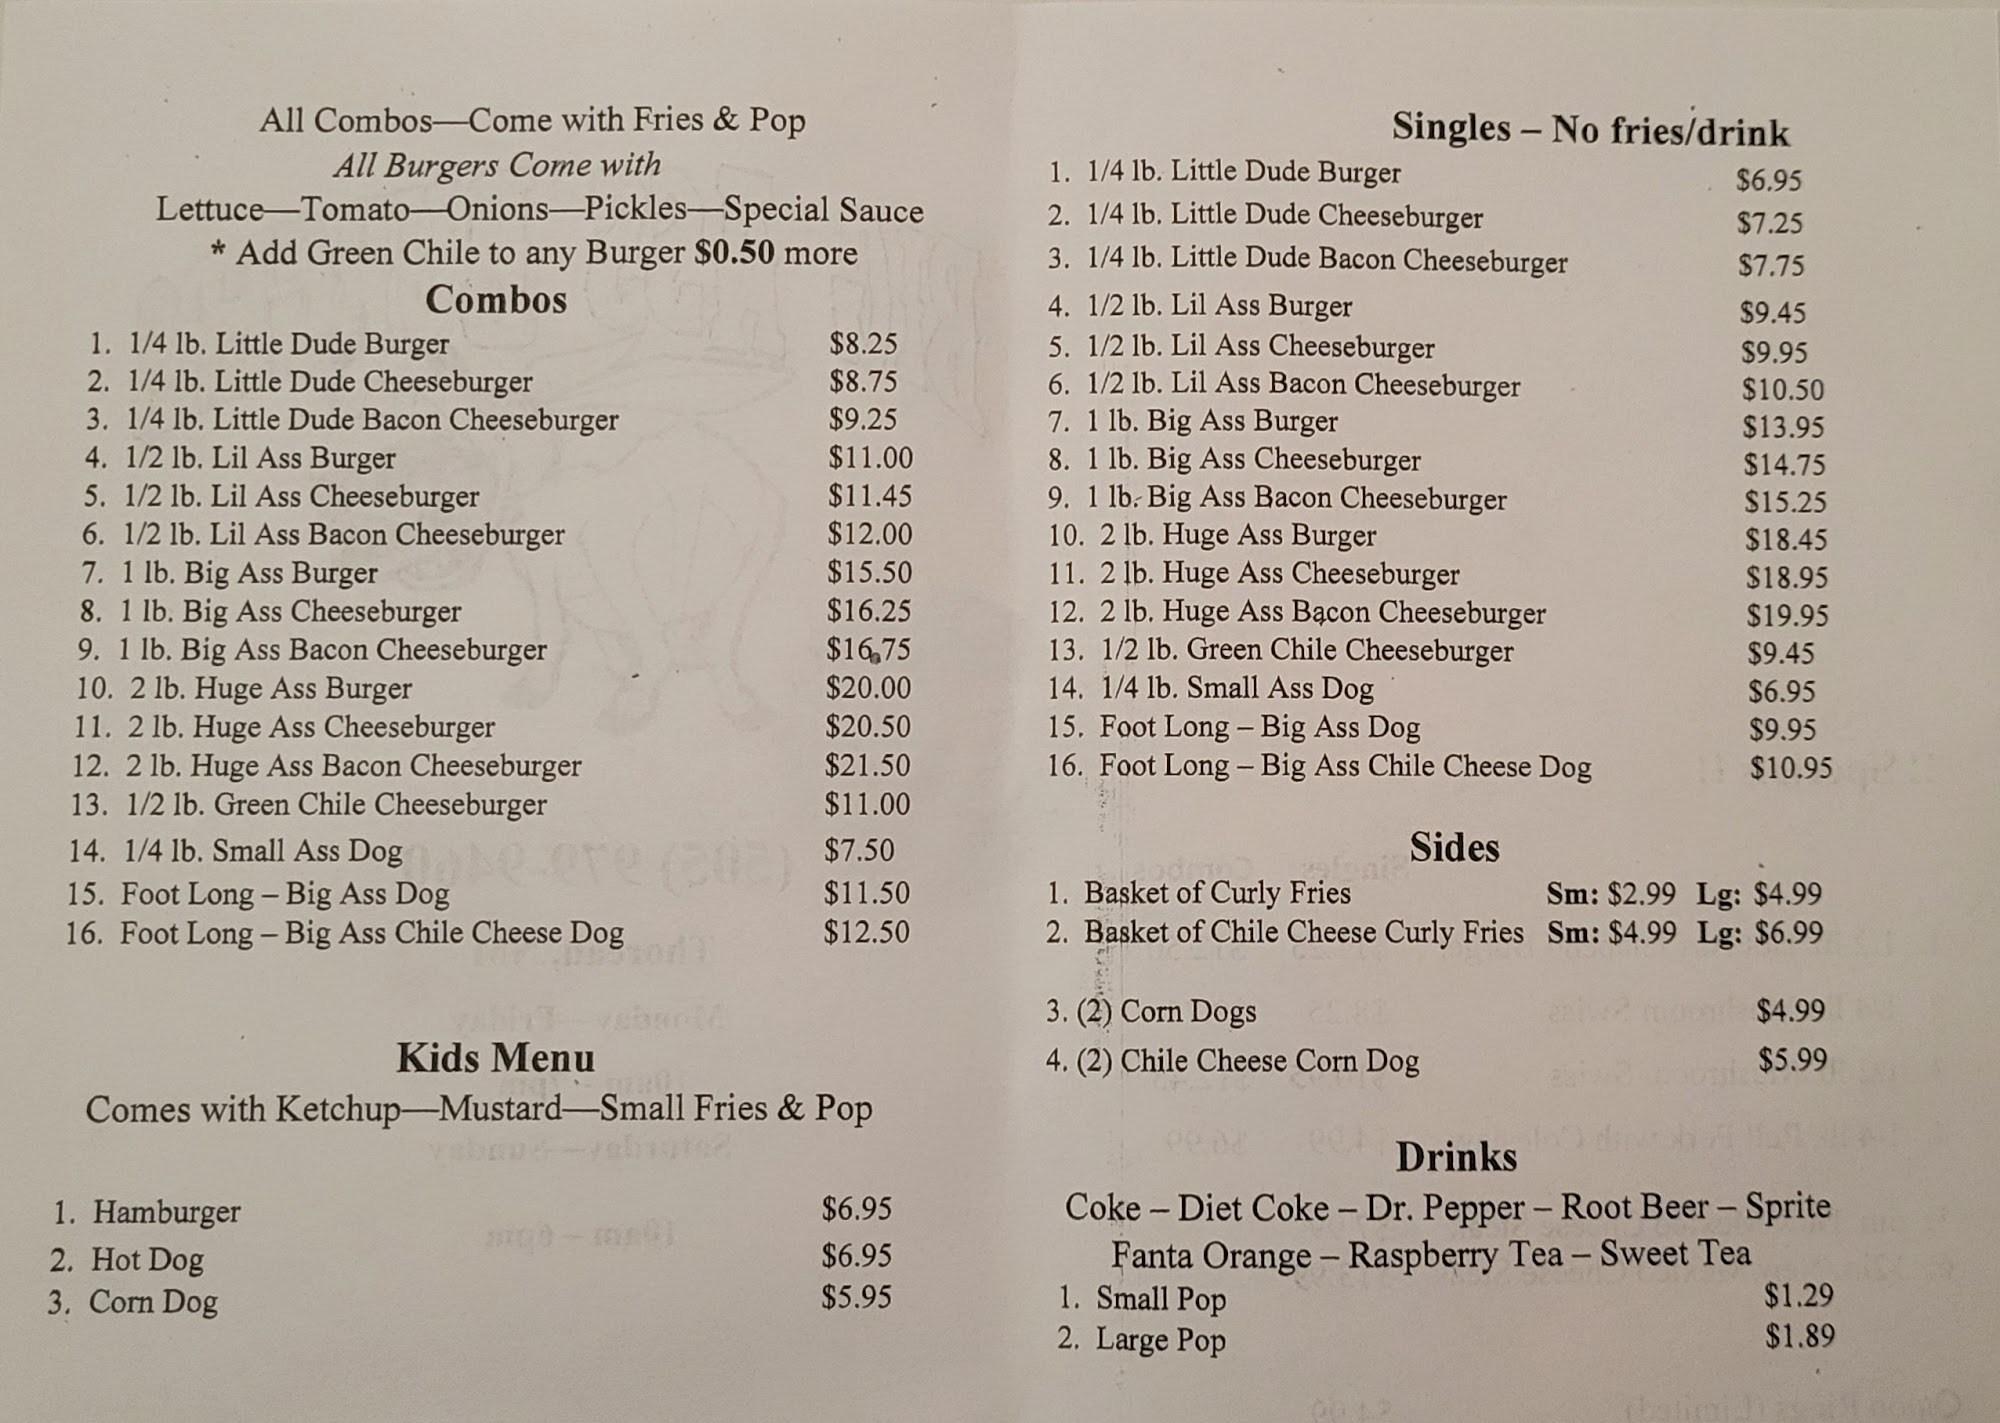 All Combos—Come with Fries & Pop
All Burgers Come with
Lettuce—Tomato—Onions—Pickles—Special Sauce
* Add Green Chile to any Burger $0.50 more
Combos
1. 1/4 lb. Little Dude Burger $8.25
2. 1/4 lb. Little Dude Cheeseburger $8.75
3. 1/4 lb. Little Dude Bacon Cheeseburger $9.25
4. 1/2 lb. Lil Ass Burger $11.00
5. 1/2 lb. Lil Ass Cheeseburger $11.45
6. 1/2 lb. Lil Ass Bacon Cheeseburger $12.00
7. 1 lb. Big Ass Burger $15.50
8. 1 lb. Big Ass Cheeseburger $16.25
9. 1 lb. Big Ass Bacon Cheeseburger $16.75
10. 2 lb. Huge Ass Burger $20.00
11. 2 lb. Huge Ass Cheeseburger $20.50
12. 2 lb. Huge Ass Bacon Cheeseburger $21.50
13. 1/2 lb. Green Chile Cheeseburger $11.00
14. 1/4 lb. Small Ass Dog $7.50
15. Foot Long – Big Ass Dog $11.50
16. Foot Long – Big Ass Chile Cheese Dog $12.50
Kids Menu
Comes with Ketchup—Mustard—Small Fries & Pop
1. Hamburger $6.95
2. Hot Dog $6.95
3. Corn Dog $5.95
Singles – No fries/drink
1. 1/4 lb. Little Dude Burger $6.95
2. 1/4 lb. Little Dude Cheeseburger $7.25
3. 1/4 lb. Little Dude Bacon Cheeseburger $7.75
4. 1/2 lb. Lil Ass Burger $9.45
5. 1/2 lb. Lil Ass Cheeseburger $9.95
6. 1/2 lb. Lil Ass Bacon Cheeseburger $10.50
7. 1 lb. Big Ass Burger $13.95
8. 1 lb. Big Ass Cheeseburger $14.75
9. 1 lb. Big Ass Bacon Cheeseburger $15.25
10. 2 lb. Huge Ass Burger $18.45
11. 2 lb. Huge Ass Cheeseburger $18.95
12. 2 lb. Huge Ass Bacon Cheeseburger $19.95
13. 1/2 lb. Green Chile Cheeseburger $9.45
14. 1/4 lb. Small Ass Dog $6.95
15. Foot Long – Big Ass Dog $9.95
16. Foot Long – Big Ass Chile Cheese Dog $10.95
Sides
1. Basket of Curly Fries Sm: $2.99 Lg: $4.99
2. Basket of Chile Cheese Curly Fries Sm: $4.99 Lg: $6.99
3. (2) Corn Dogs $4.99
4. (2) Chile Cheese Corn Dog $5.99
Drinks
Coke – Diet Coke – Dr. Pepper – Root Beer – Sprite
Fanta Orange – Raspberry Tea – Sweet Tea
1. Small Pop $1.29
2. Large Pop $1.89